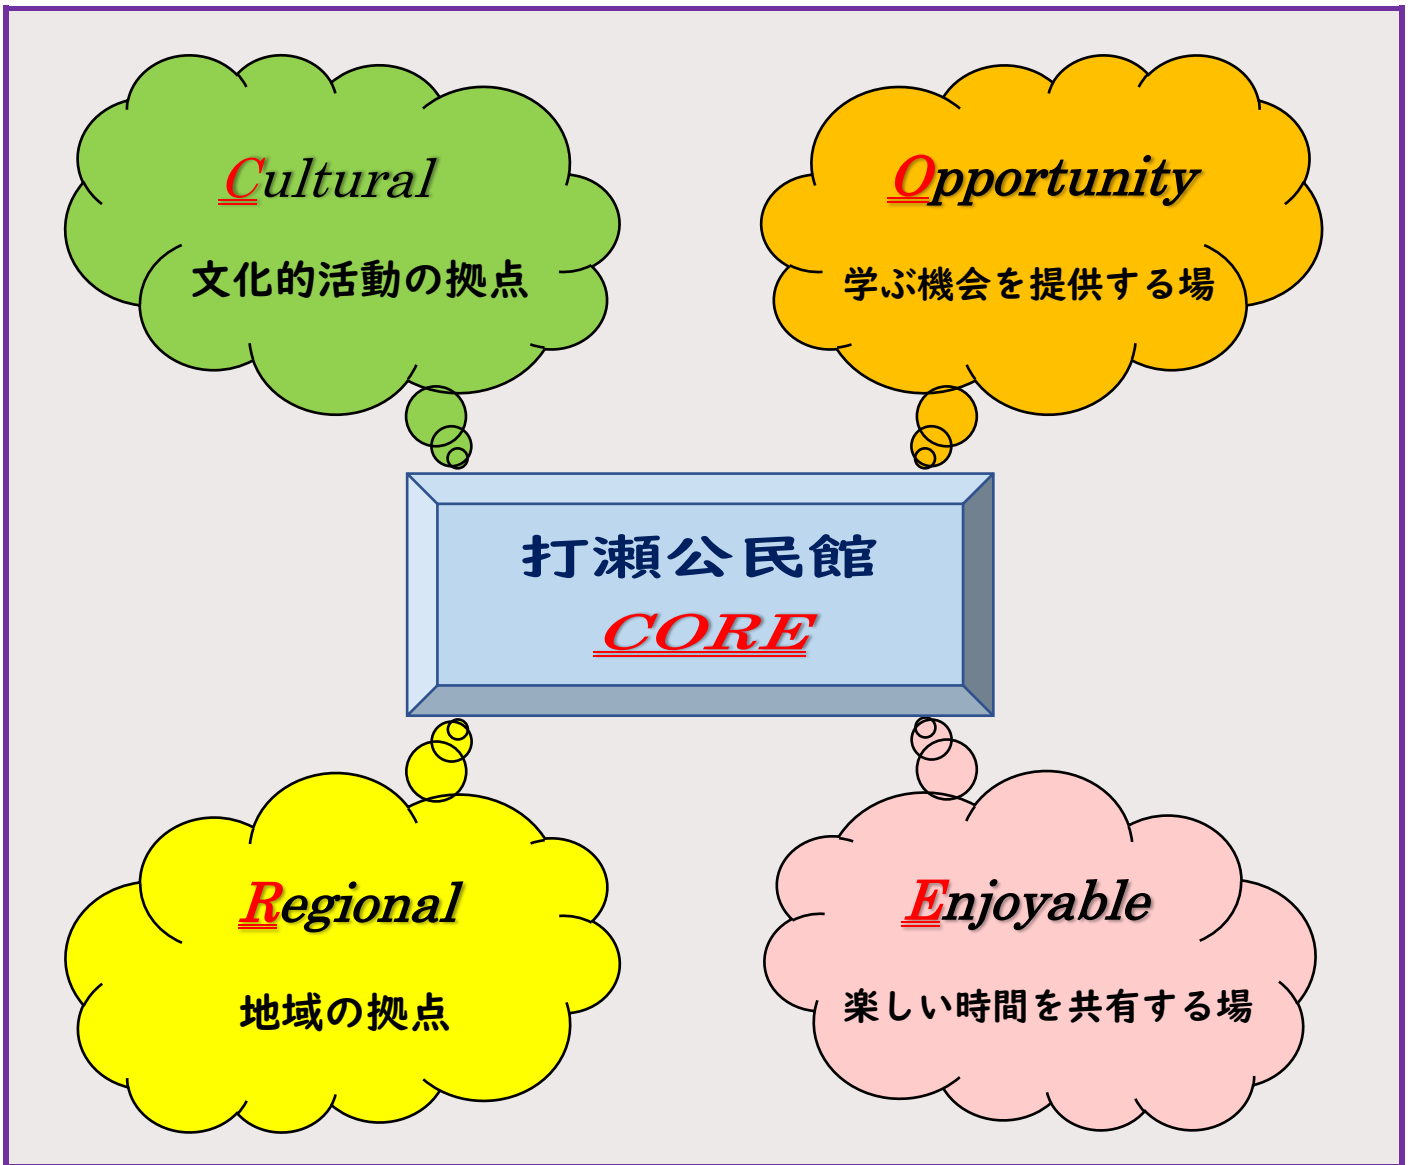 Cultural
文化的活動の拠点
Opportunity
学ぶ機会を提供する場
打瀬公民館
CORE
Regional
地域の拠点
Enjoyable
楽しい時間を共有する場